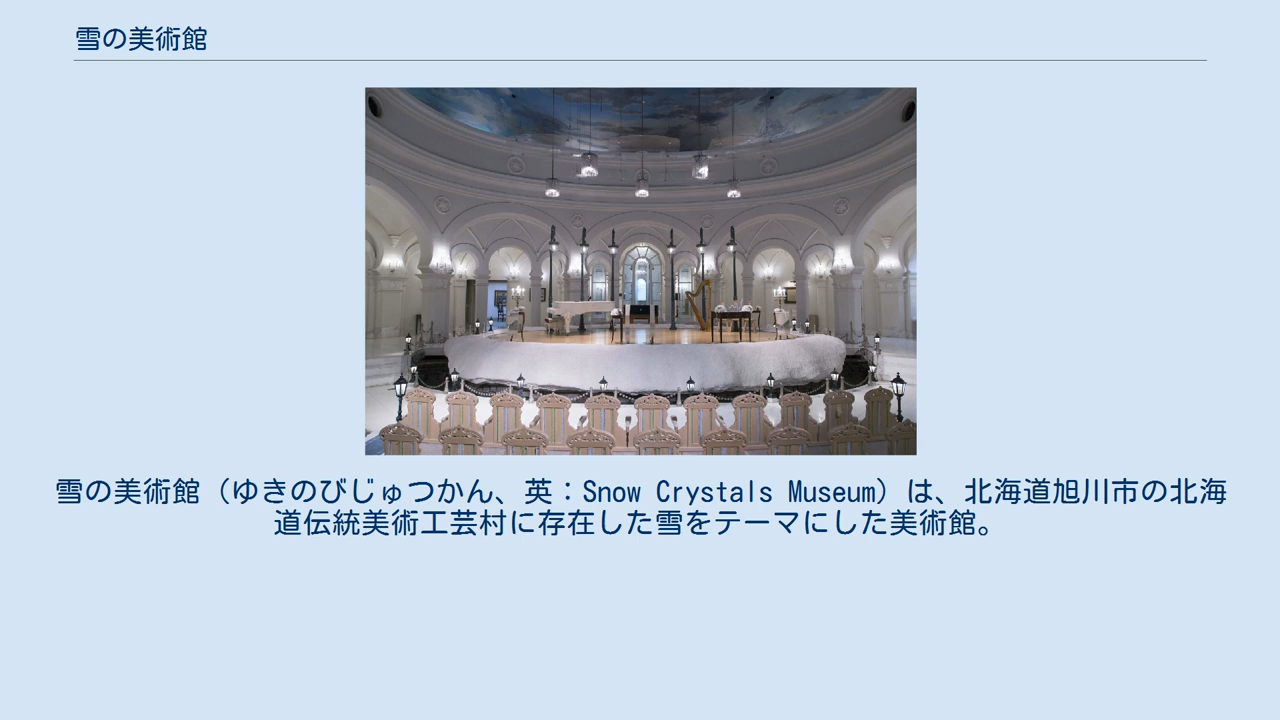 雪の美術館
雪の美術館（ゆきのびじゅつかん、英：Snow Crystals Museum）は、北海道旭川市の北海
道伝統美術工芸村に存在した雪をテーマにした美術館。